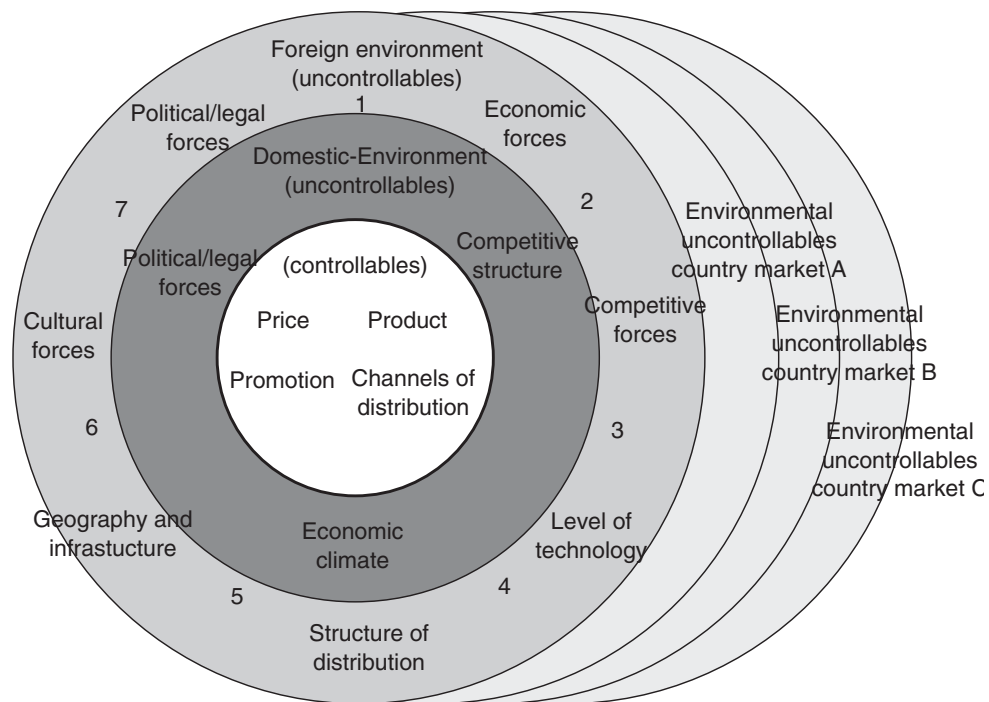 Foreign environment
(uncontrollables)
1
Political/legal
forces
Economic
forces
Domestic-Environment
(uncontrollables)
7
2
Political/legal
forces
(controllables)
Competitive
structure
Environmental
uncontrollables
country market A
Cultural
forces
Price
Product
Competitive
forces
Environmental
uncontrollables
country market B
Promotion
Channels of
distribution
6
3
Environmental
uncontrollables
country market C
Geography and
infrastucture
Economic
climate
Level of
technology
5
4
Structure of
distribution